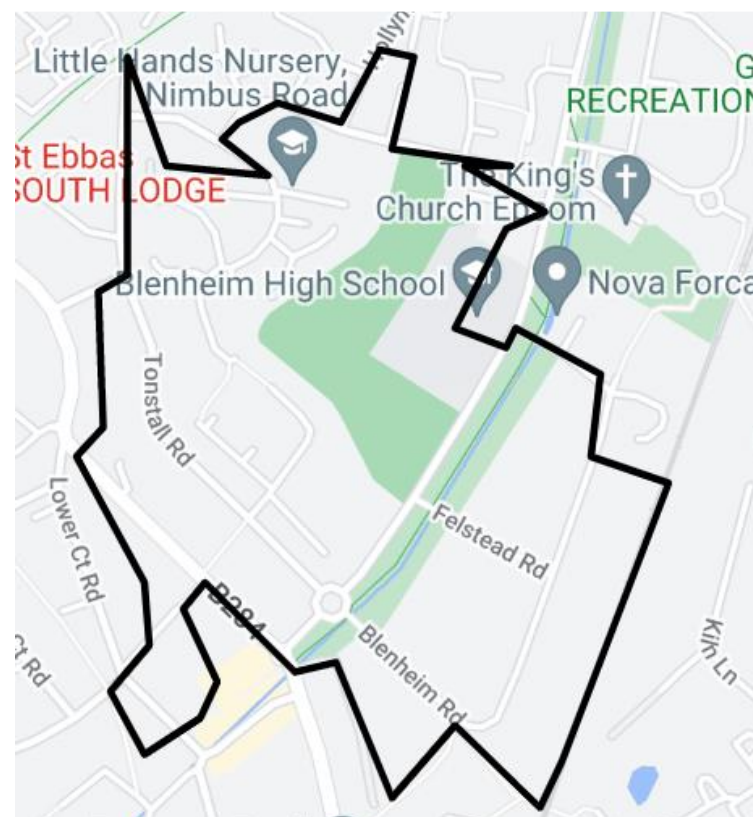 Little Hands Nursery,
Nimbus Road
Hollyn
G
RECREATION
St Ebbas
SOUTH LODGE
The King's
Church Epsom
Blenheim High School
Nova Forca
Tonstall Rd
Lower Ct Rd
Felstead Rd
B284
Blenheim Rd
Ct Rd
Kiln Ln